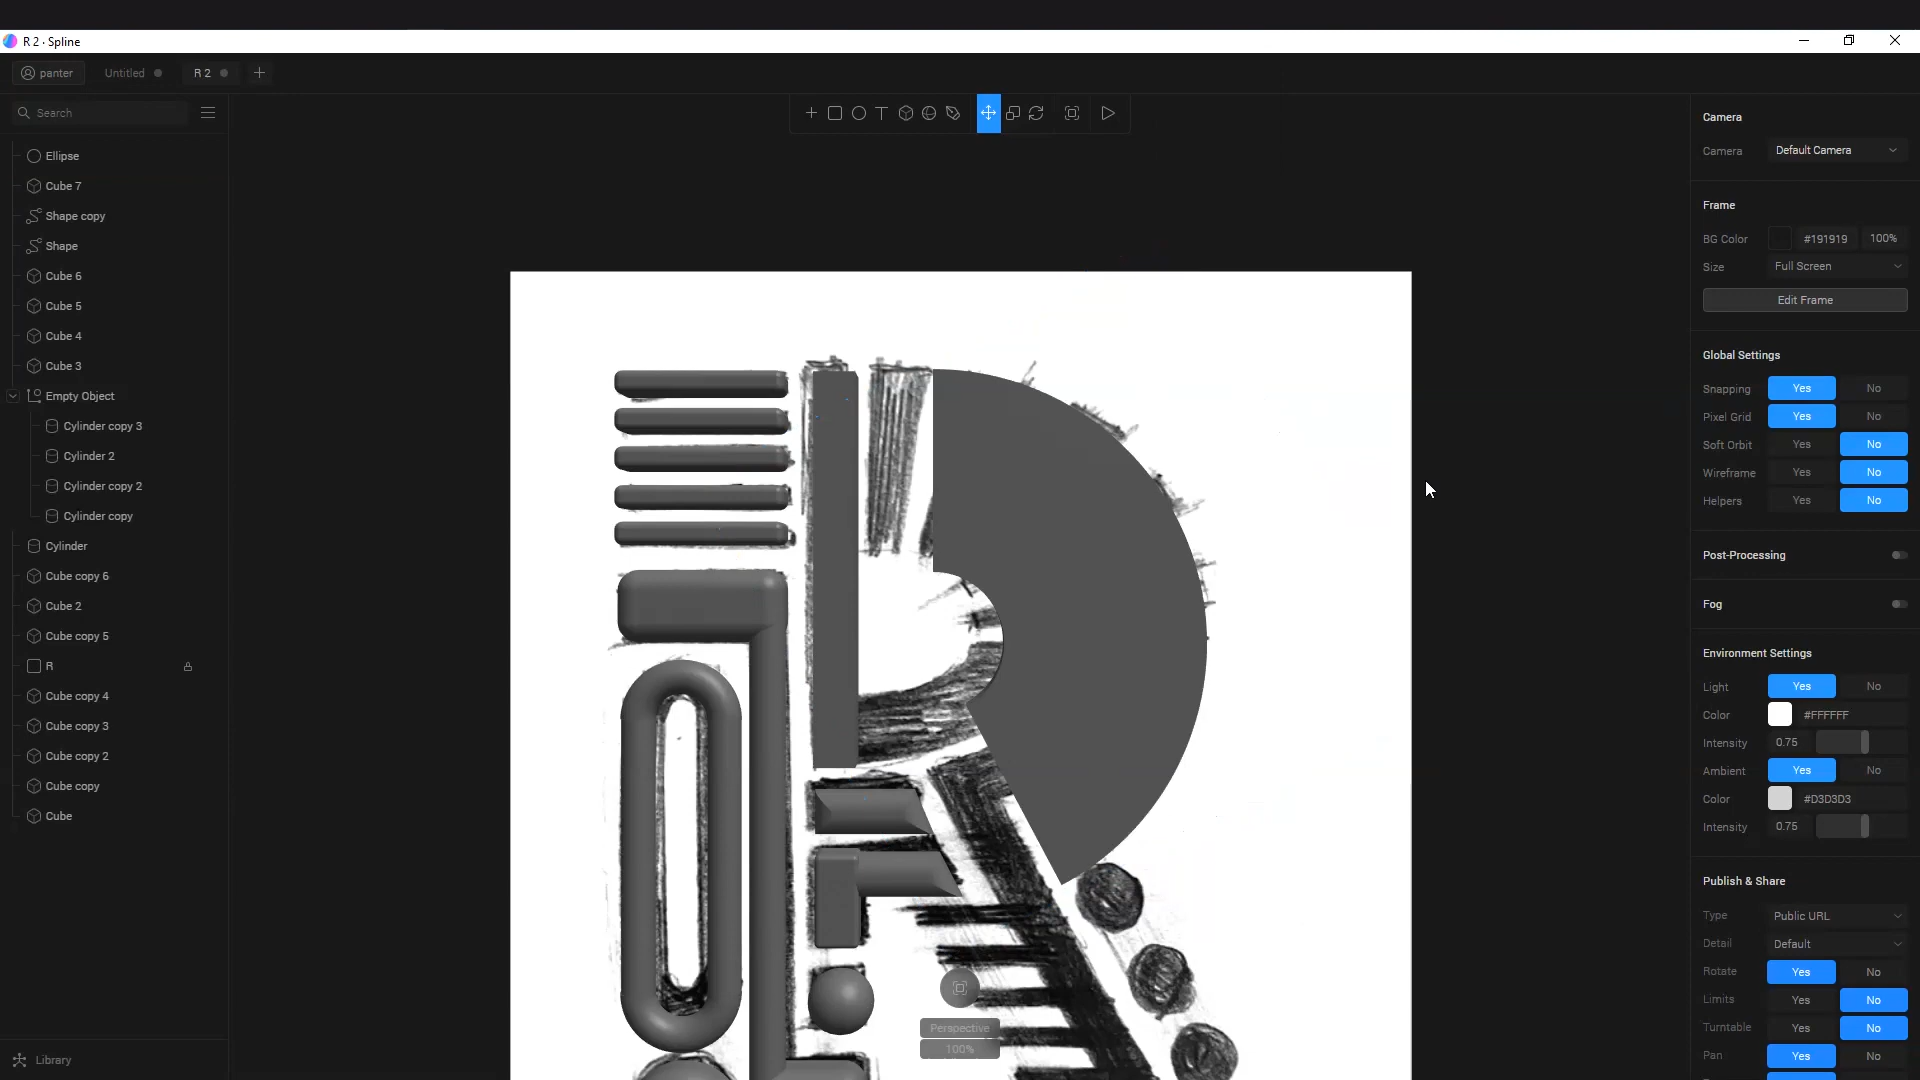 R 2 - Spline
panter
Untitled
R 2
Search
Ellipse
Cube 7
Shape copy
Shape
Cube 6
Cube 5
Cube 4
Cube 3
Empty Object
Cylinder copy 3
Cylinder 2
Cylinder copy 2
Cylinder copy
Cylinder
Cube copy 6
Cube 2
Cube copy 5
R
Cube copy 4
Cube copy 3
Cube copy 2
Cube copy
Cube
Library
Perspective
100%
Camera
Camera Default Camera
Frame
BG Color #191919 100%
Size Full Screen
Edit Frame
Global Settings
Snapping Yes No
Pixel Grid Yes No
Soft Orbit Yes No
Wireframe Yes No
Helpers Yes No
Post-Processing
Fog
Environment Settings
Light Yes No
Color #FFFFFF
Intensity 0.75
Ambient Yes No
Color #D3D3D3
Intensity 0.75
Publish & Share
Type Public URL
Detail Default
Rotate Yes No
Limits Yes No
Turntable Yes No
Pan Yes No